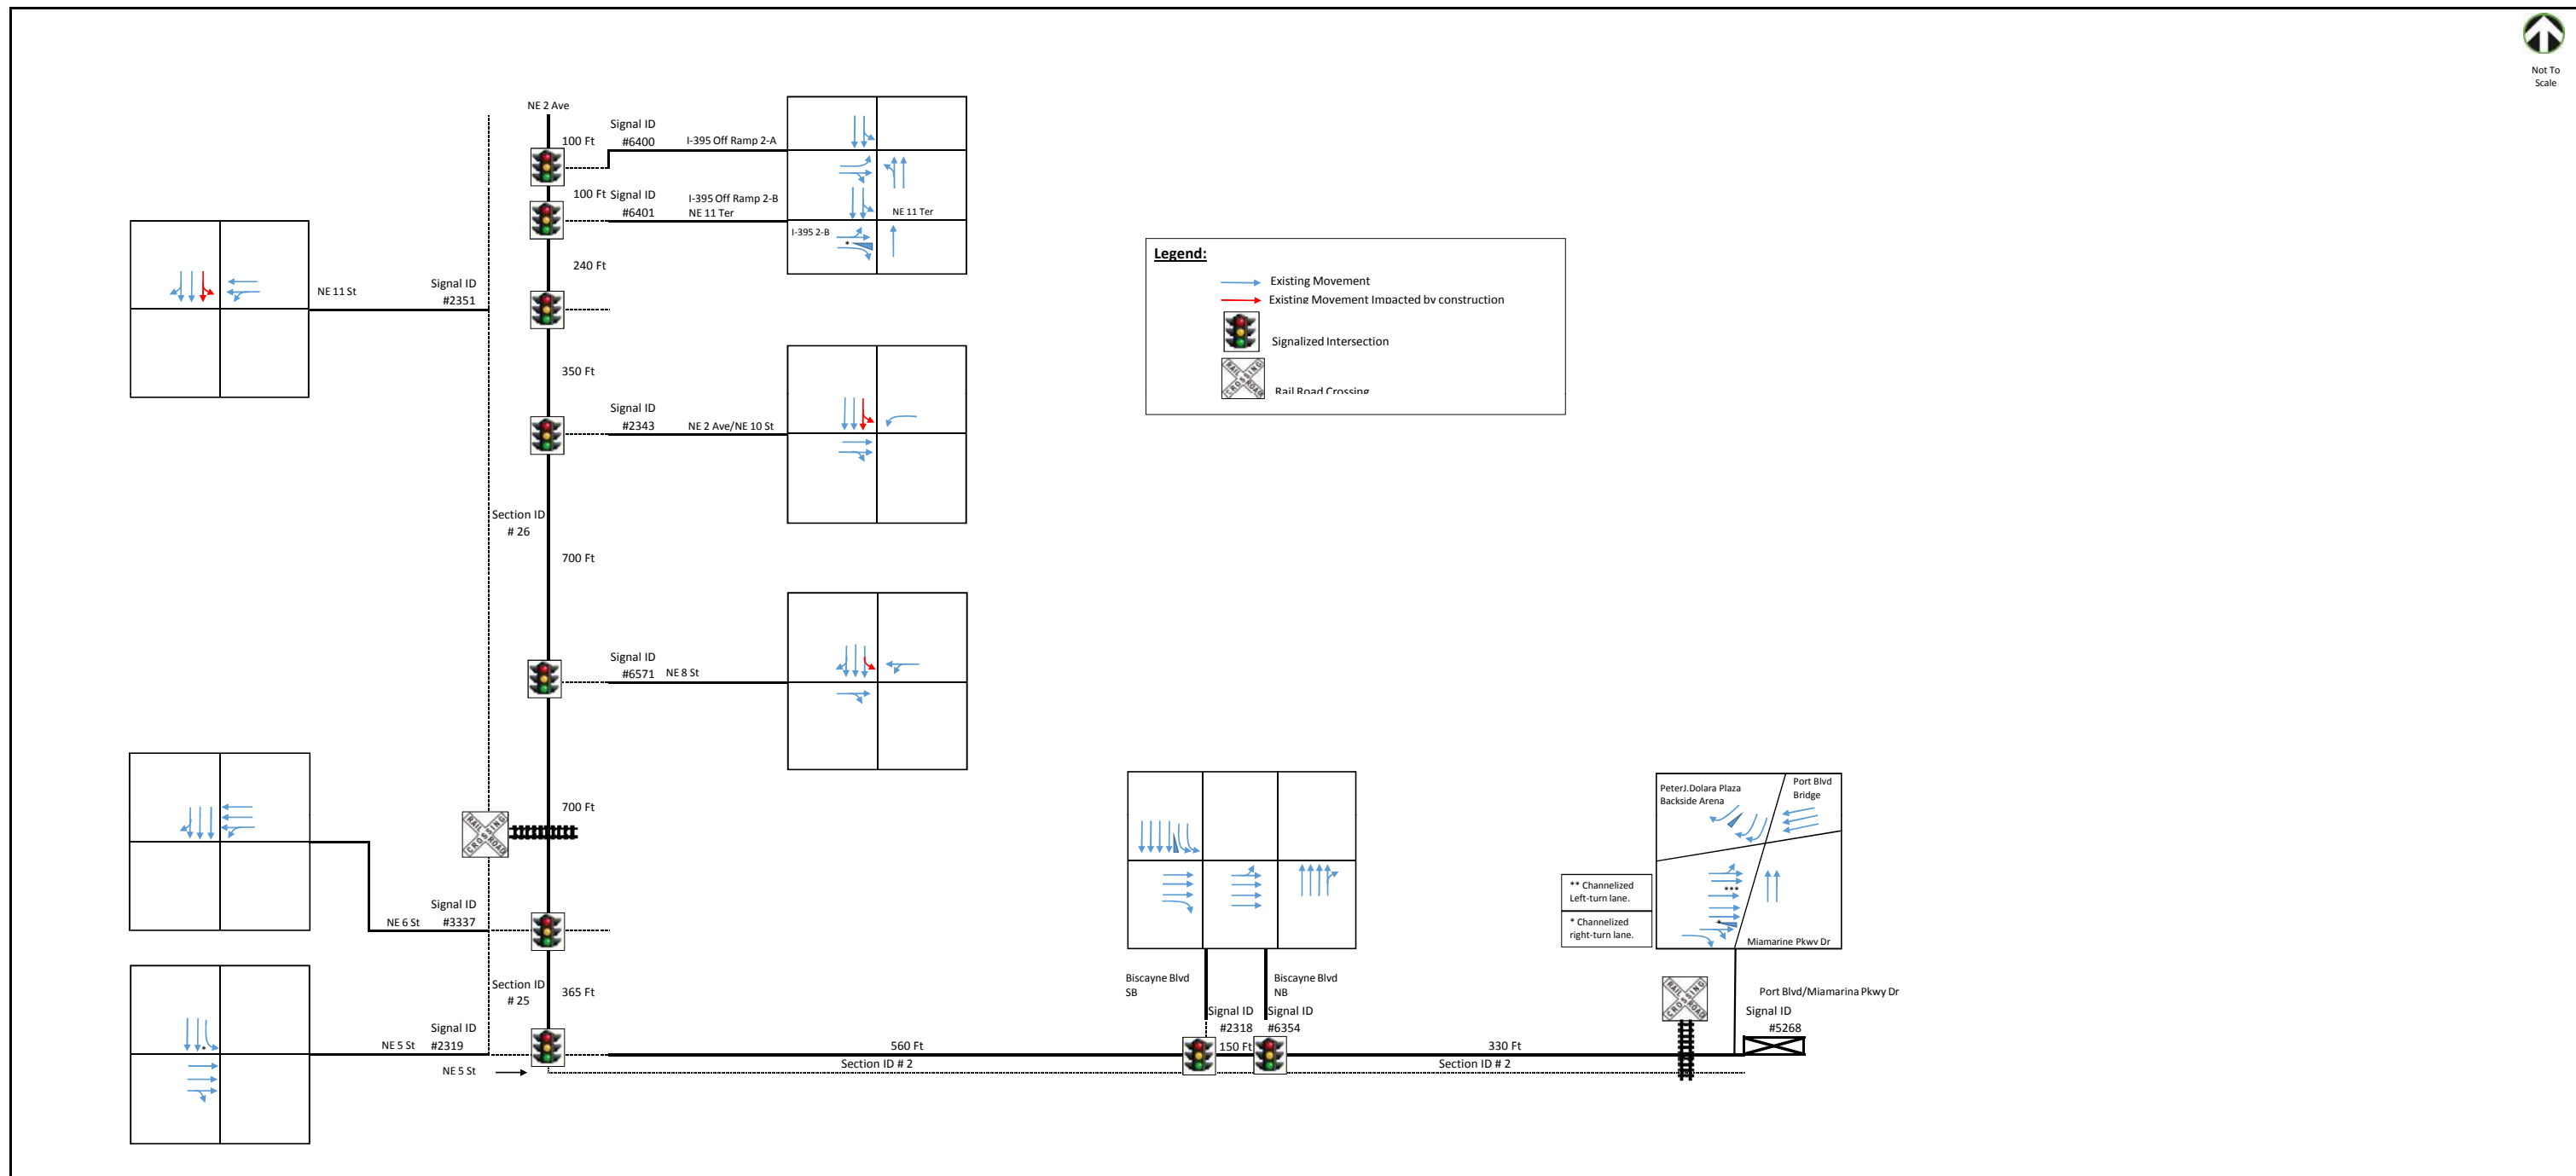 Not To
Scale
NE 2 Ave
Signal ID
#6400
100 Ft
I-395 Off Ramp 2-A
100 Ft
Signal ID
#6401
I-395 Off Ramp 2-B
NE 11 Ter
NE 11 Ter
I-395 2-B
*
240 Ft
NE 11 St
Signal ID
#2351
Legend:
Existing Movement
Existing Movement Impacted by construction
Signalized Intersection
Rail Road Crossing
350 Ft
Signal ID
#2343
NE 2 Ave/NE 10 St
Section ID
# 26
700 Ft
Signal ID
#6571
NE 8 St
700 Ft
RAIL ROAD
CROSSING
NE 6 St
Signal ID
#3337
Section ID
# 25
365 Ft
NE 5 St
Signal ID
#2319
*
NE 5 St
560 Ft
Section ID # 2
Biscayne Blvd
SB
Biscayne Blvd
NB
Signal ID
#2318
Signal ID
#6354
150 Ft
330 Ft
Section ID # 2
PeterJ.Dolara Plaza
Backside Arena
Port Blvd
Bridge
***
*
Miamarine Pkwy Dr
** Channelized
Left-turn lane.
* Channelized
right-turn lane.
RAIL ROAD
CROSSING
Port Blvd/Miamarina Pkwy Dr
Signal ID
#5268